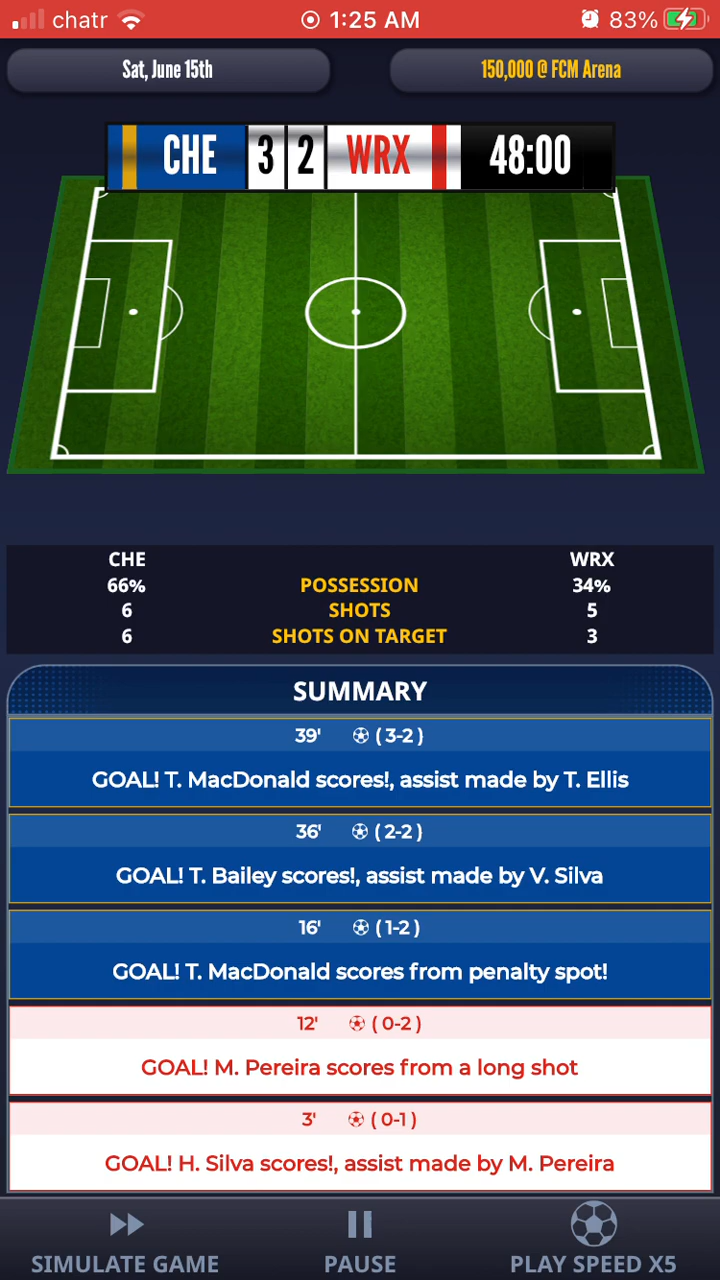 chatr 1:25 AM 83%
Sat, June 15th 150,000 @ FCM Arena
CHE 3 2 WRX 48:00
CHE WRX
66% POSSESSION 34%
6 SHOTS 5
6 SHOTS ON TARGET 3
SUMMARY
39' ( 3-2 )
GOAL! T. MacDonald scores!, assist made by T. Ellis
36' ( 2-2 )
GOAL! T. Bailey scores!, assist made by V. Silva
16' ( 1-2 )
GOAL! T. MacDonald scores from penalty spot!
12' ( 0-2 )
GOAL! M. Pereira scores from a long shot
3' ( 0-1 )
GOAL! H. Silva scores!, assist made by M. Pereira
SIMULATE GAME PAUSE PLAY SPEED X5